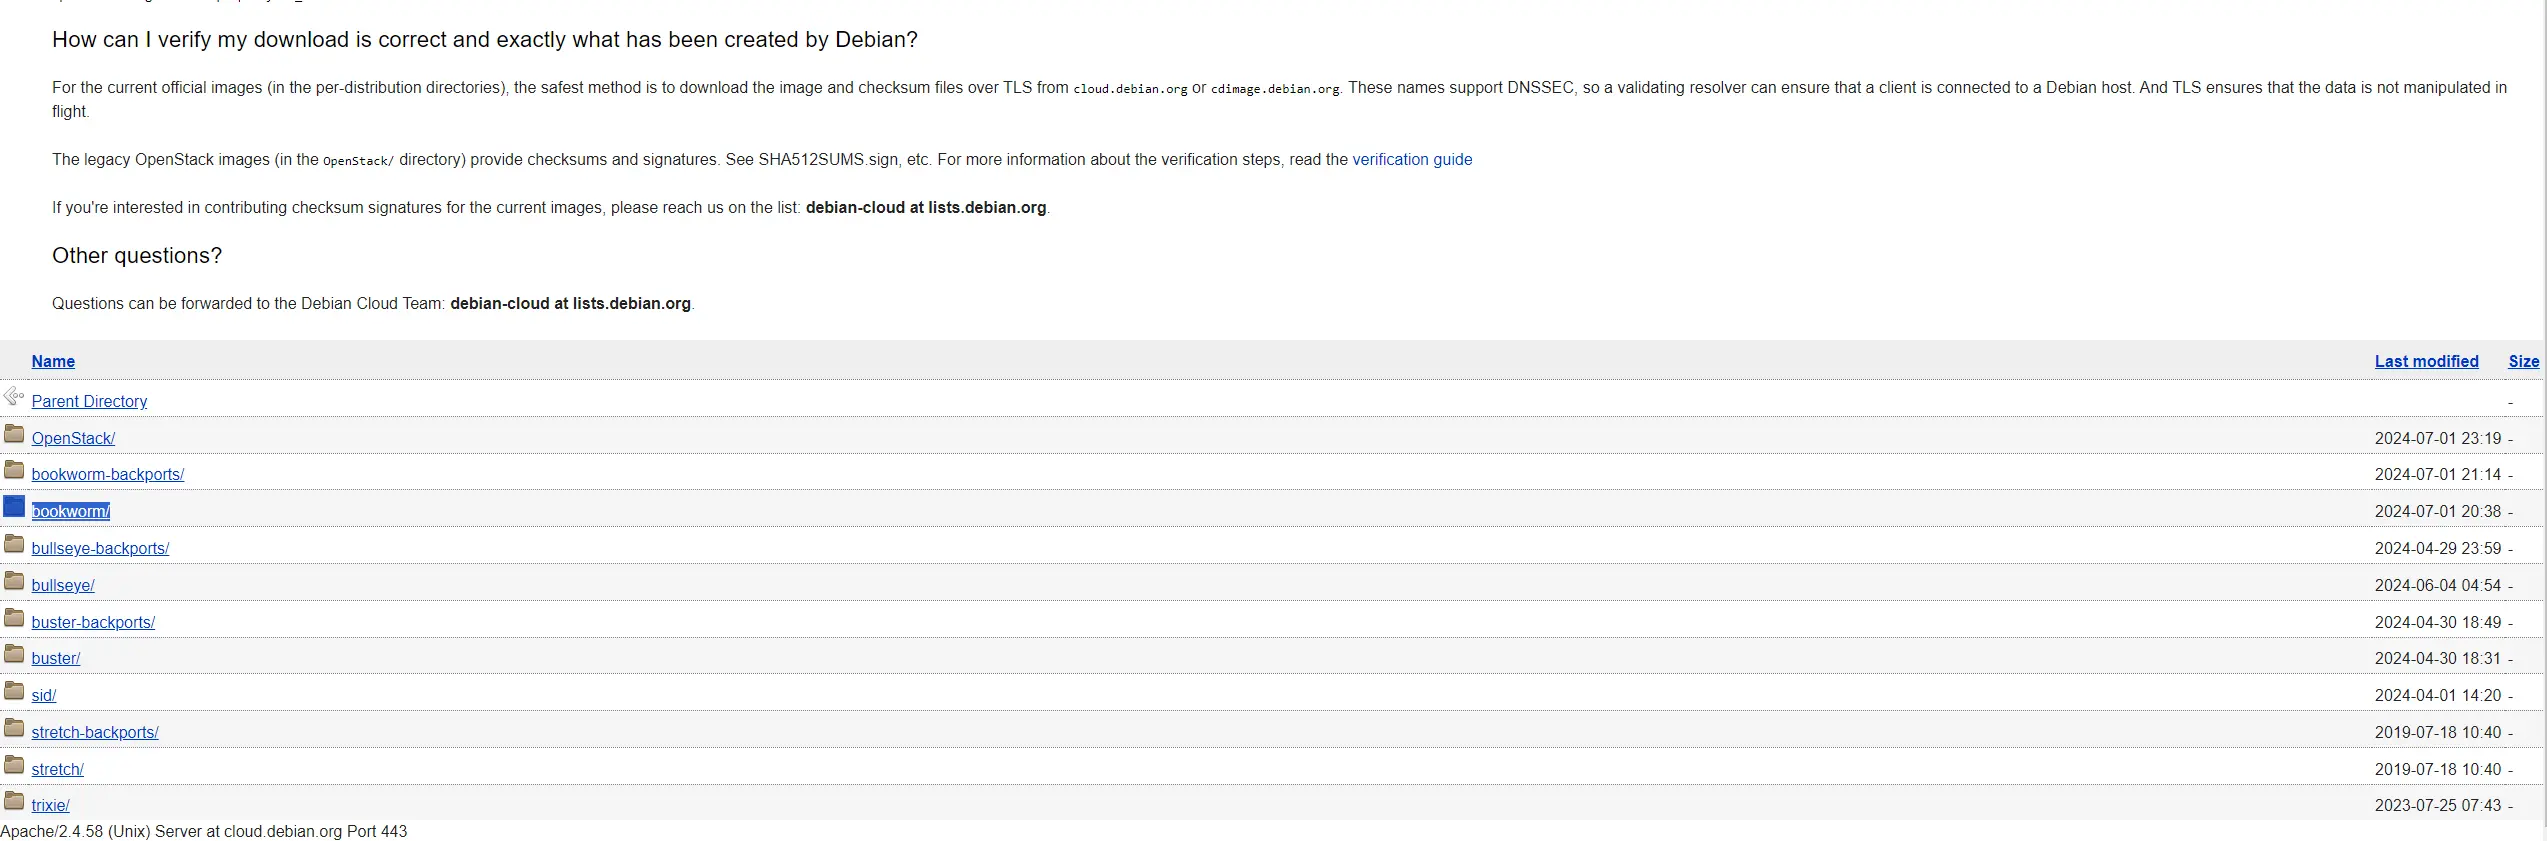 How can I verify my download is correct and exactly what has been created by Debian?
For the current official images (in the per-distribution directories), the safest method is to download the image and checksum files over TLS from cloud.debian.org or cdimage.debian.org. These names support DNSSEC, so a validating resolver can ensure that a client is connected to a Debian host. And TLS ensures that the data is not manipulated in
flight.
The legacy OpenStack images (in the OpenStack/ directory) provide checksums and signatures. See SHA512SUMS.sign, etc. For more information about the verification steps, read the verification guide
If you're interested in contributing checksum signatures for the current images, please reach us on the list: debian-cloud at lists.debian.org.
Other questions?
Questions can be forwarded to the Debian Cloud Team: debian-cloud at lists.debian.org.
Name Last modified Size
Parent Directory -
OpenStack/ 2024-07-01 23:19 -
bookworm-backports/ 2024-07-01 21:14 -
bookworm/ 2024-07-01 20:38 -
bullseye-backports/ 2024-04-29 23:59 -
bullseye/ 2024-06-04 04:54 -
buster-backports/ 2024-04-30 18:49 -
buster/ 2024-04-30 18:31 -
sid/ 2024-04-01 14:20 -
stretch-backports/ 2019-07-18 10:40 -
stretch/ 2019-07-18 10:40 -
trixie/ 2023-07-25 07:43 -
Apache/2.4.58 (Unix) Server at cloud.debian.org Port 443